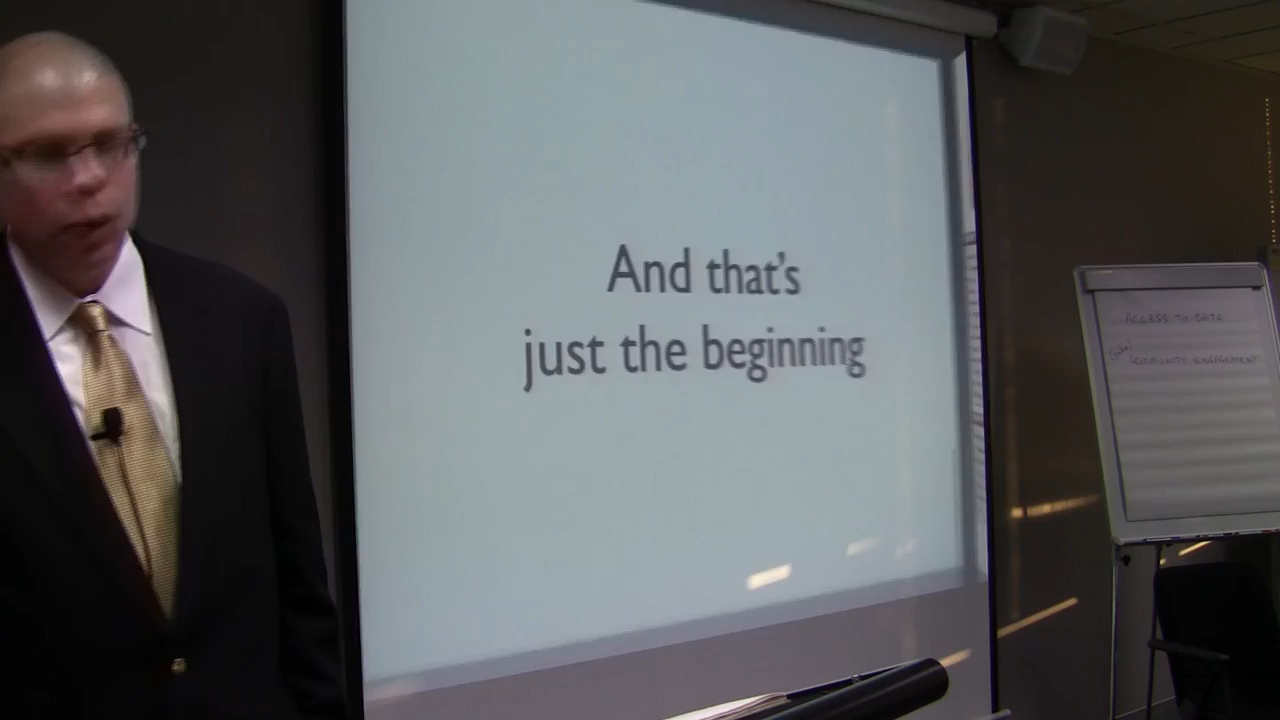 And that's
just the beginning
ACCESS TO DATA
COMMUNITY ENGAGEMENT